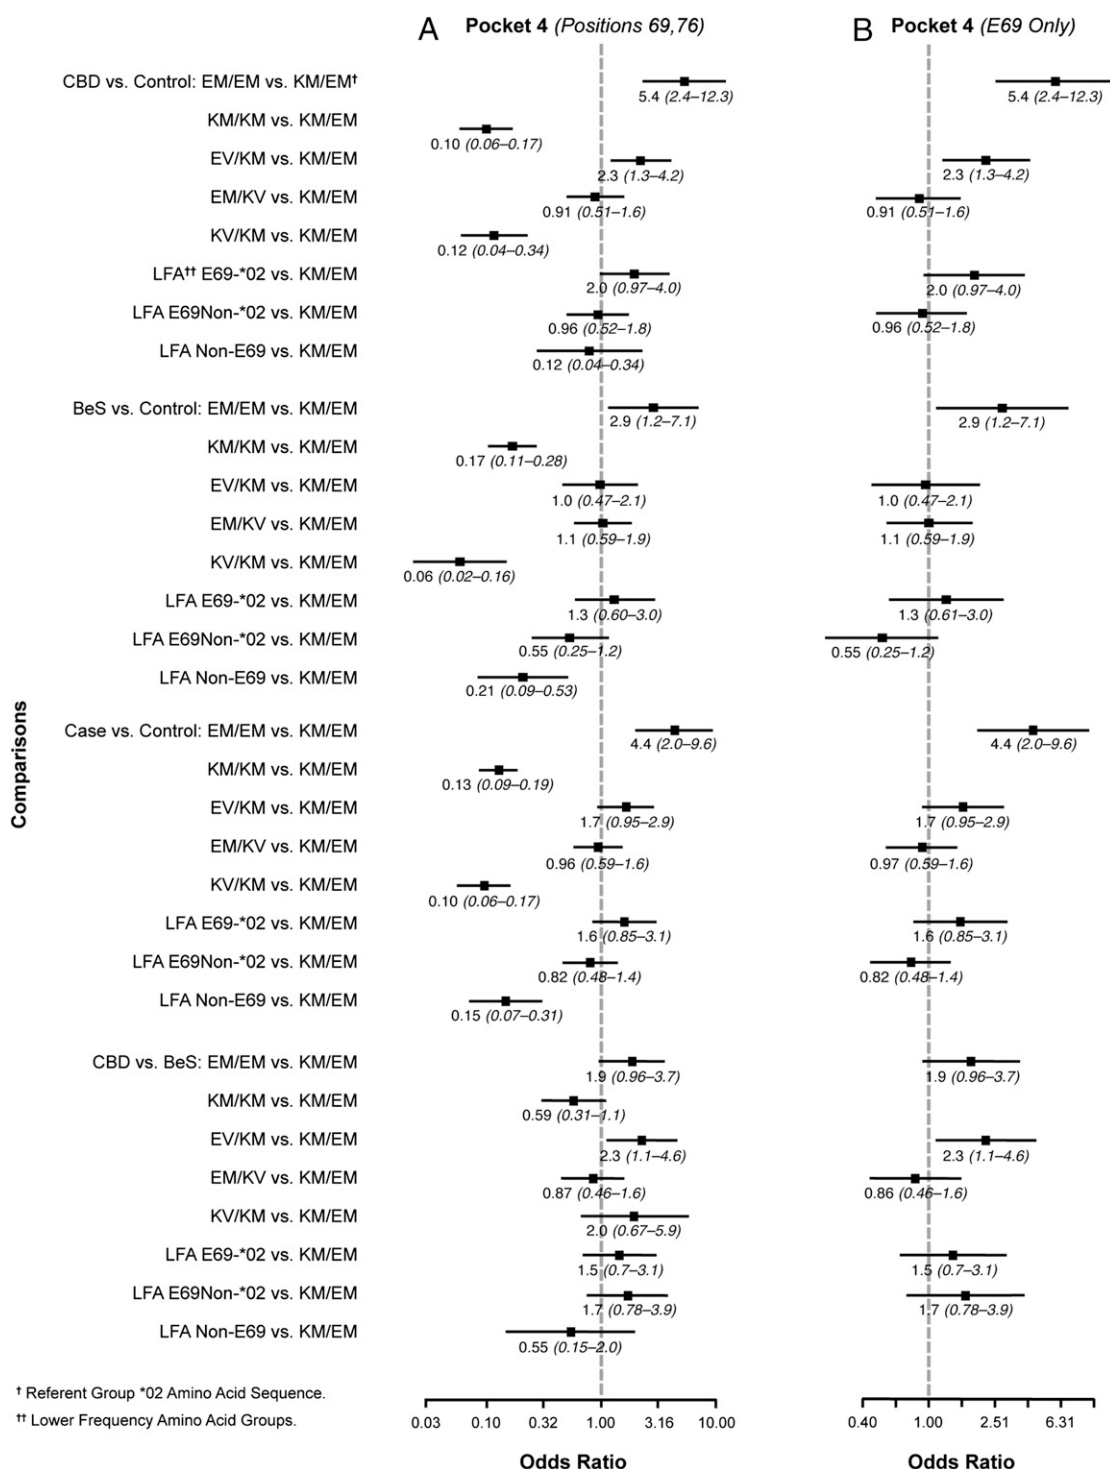 A Pocket 4 (Positions 69,76) B Pocket 4 (E69 Only)
CBD vs. Control: EM/EM vs. KM/EM†
5.4 (2.4–12.3) 5.4 (2.4–12.3)
KM/KM vs. KM/EM
0.10 (0.06–0.17)
EV/KM vs. KM/EM
2.3 (1.3–4.2) 2.3 (1.3–4.2)
EM/KV vs. KM/EM
0.91 (0.51–1.6) 0.91 (0.51–1.6)
KV/KM vs. KM/EM
0.12 (0.04–0.34)
LFA†† E69-*02 vs. KM/EM
2.0 (0.97–4.0) 2.0 (0.97–4.0)
LFA E69Non-*02 vs. KM/EM
0.96 (0.52–1.8) 0.96 (0.52–1.8)
LFA Non-E69 vs. KM/EM
0.12 (0.04–0.34)
BeS vs. Control: EM/EM vs. KM/EM
2.9 (1.2–7.1) 2.9 (1.2–7.1)
KM/KM vs. KM/EM
0.17 (0.11–0.28)
EV/KM vs. KM/EM
1.0 (0.47–2.1) 1.0 (0.47–2.1)
EM/KV vs. KM/EM
1.1 (0.59–1.9) 1.1 (0.59–1.9)
KV/KM vs. KM/EM
0.06 (0.02–0.16)
LFA E69-*02 vs. KM/EM
1.3 (0.60–3.0) 1.3 (0.61–3.0)
LFA E69Non-*02 vs. KM/EM
0.55 (0.25–1.2) 0.55 (0.25–1.2)
LFA Non-E69 vs. KM/EM
0.21 (0.09–0.53)
Comparisons
Case vs. Control: EM/EM vs. KM/EM
4.4 (2.0–9.6) 4.4 (2.0–9.6)
KM/KM vs. KM/EM
0.13 (0.09–0.19)
EV/KM vs. KM/EM
1.7 (0.95–2.9) 1.7 (0.95–2.9)
EM/KV vs. KM/EM
0.96 (0.59–1.6) 0.97 (0.59–1.6)
KV/KM vs. KM/EM
0.10 (0.06–0.17)
LFA E69-*02 vs. KM/EM
1.6 (0.85–3.1) 1.6 (0.85–3.1)
LFA E69Non-*02 vs. KM/EM
0.82 (0.48–1.4) 0.82 (0.48–1.4)
LFA Non-E69 vs. KM/EM
0.15 (0.07–0.31)
CBD vs. BeS: EM/EM vs. KM/EM
1.9 (0.96–3.7) 1.9 (0.96–3.7)
KM/KM vs. KM/EM
0.59 (0.31–1.1)
EV/KM vs. KM/EM
2.3 (1.1–4.6) 2.3 (1.1–4.6)
EM/KV vs. KM/EM
0.87 (0.46–1.6) 0.86 (0.46–1.6)
KV/KM vs. KM/EM
2.0 (0.67–5.9)
LFA E69-*02 vs. KM/EM
1.5 (0.7–3.1) 1.5 (0.7–3.1)
LFA E69Non-*02 vs. KM/EM
1.7 (0.78–3.9) 1.7 (0.78–3.9)
LFA Non-E69 vs. KM/EM
0.55 (0.15–2.0)
† Referent Group *02 Amino Acid Sequence.
†† Lower Frequency Amino Acid Groups.
0.03 0.10 0.32 1.00 3.16 10.00 0.40 1.00 2.51 6.31
Odds Ratio Odds Ratio